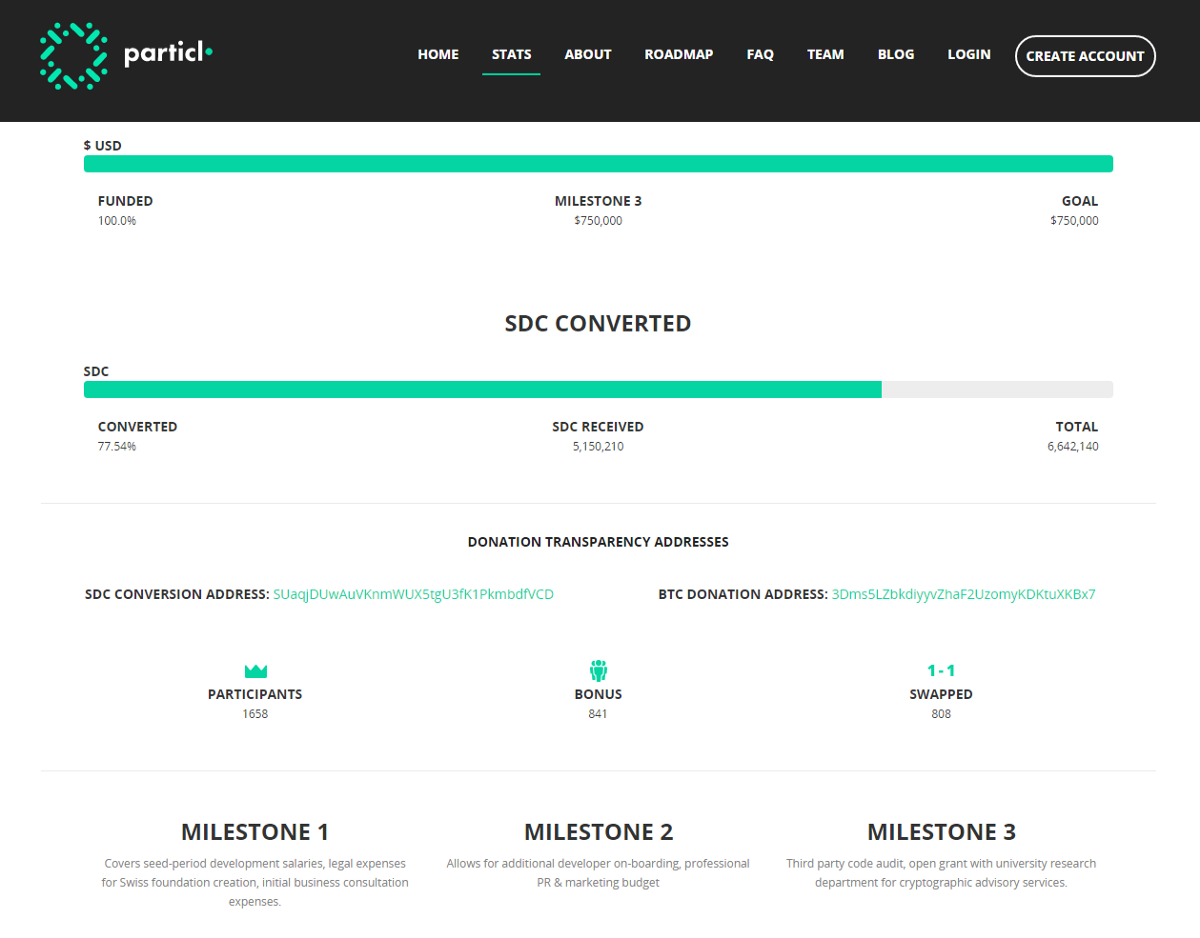 particl
HOME STATS ABOUT ROADMAP FAQ TEAM BLOG LOGIN CREATE ACCOUNT
$ USD
FUNDED MILESTONE 3 GOAL
100.0% $750,000 $750,000
SDC CONVERTED
SDC
CONVERTED SDC RECEIVED TOTAL
77.54% 5,150,210 6,642,140
DONATION TRANSPARENCY ADDRESSES
SDC CONVERSION ADDRESS: SUaqjDUwAuVKnmWUX5tgU3fK1PkmbdfVCD BTC DONATION ADDRESS: 3Dms5LZbkdiyyvZhaF2UzomyKDKtuXKBx7
1 - 1
PARTICIPANTS BONUS SWAPPED
1658 841 808
MILESTONE 1 MILESTONE 2 MILESTONE 3
Covers seed-period development salaries, legal expenses
for Swiss foundation creation, initial business consultation
expenses.
Allows for additional developer on-boarding, professional
PR & marketing budget
Third party code audit, open grant with university research
department for cryptographic advisory services.